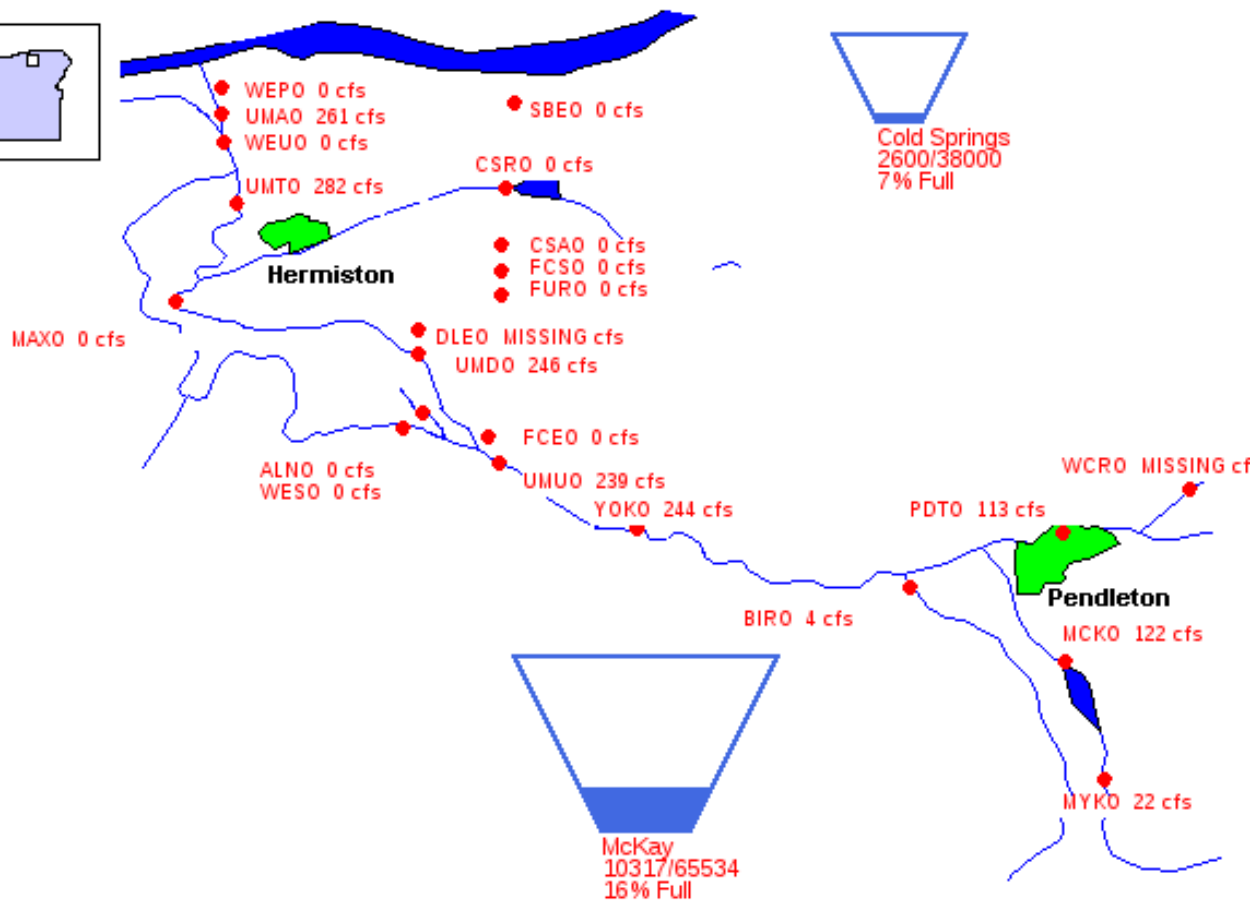 WEPO 0 cfs
UMAO 261 cfs
WEUO 0 cfs
SBEO 0 cfs
Cold Springs
2600/38000
7% Full
CSRO 0 cfs
UMTO 282 cfs
Hermiston
CSAO 0 cfs
FCSO 0 cfs
FURO 0 cfs
MAXO 0 cfs
DLEO MISSING cfs
UMDO 246 cfs
FCEO 0 cfs
ALNO 0 cfs
WESO 0 cfs
UMUO 239 cfs
YOKO 244 cfs
WCRO MISSING cf
PDTO 113 cfs
Pendleton
BIRO 4 cfs
MCKO 122 cfs
MYKO 22 cfs
McKay
10317/65534
16% Full